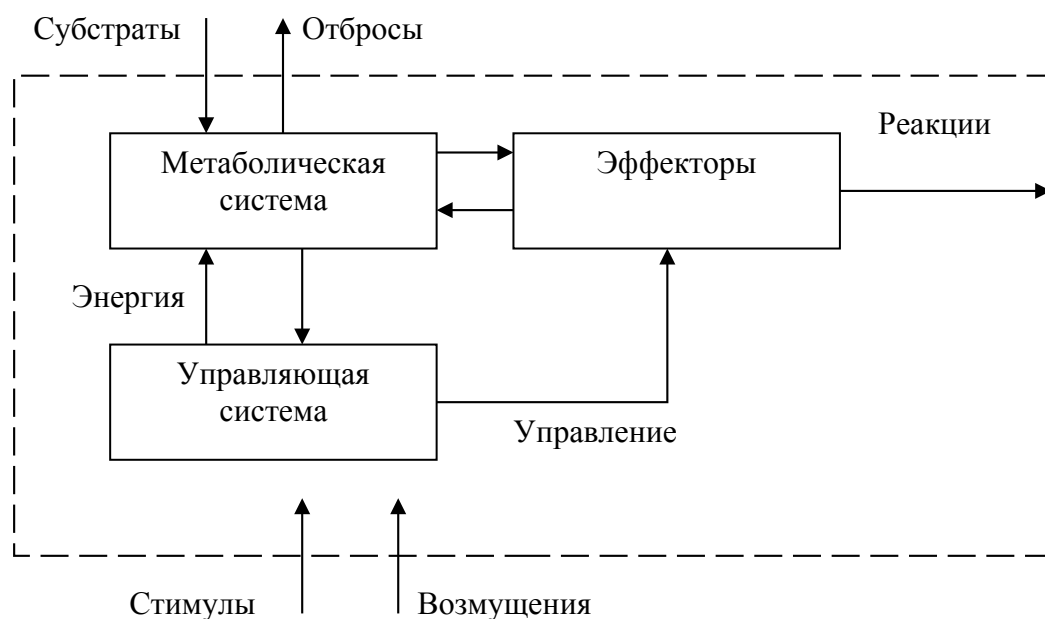 Субстраты
Отбросы
Реакции
Метаболическая
система
Эффекторы
Энергия
Управляющая
система
Управление
Стимулы
Возмущения